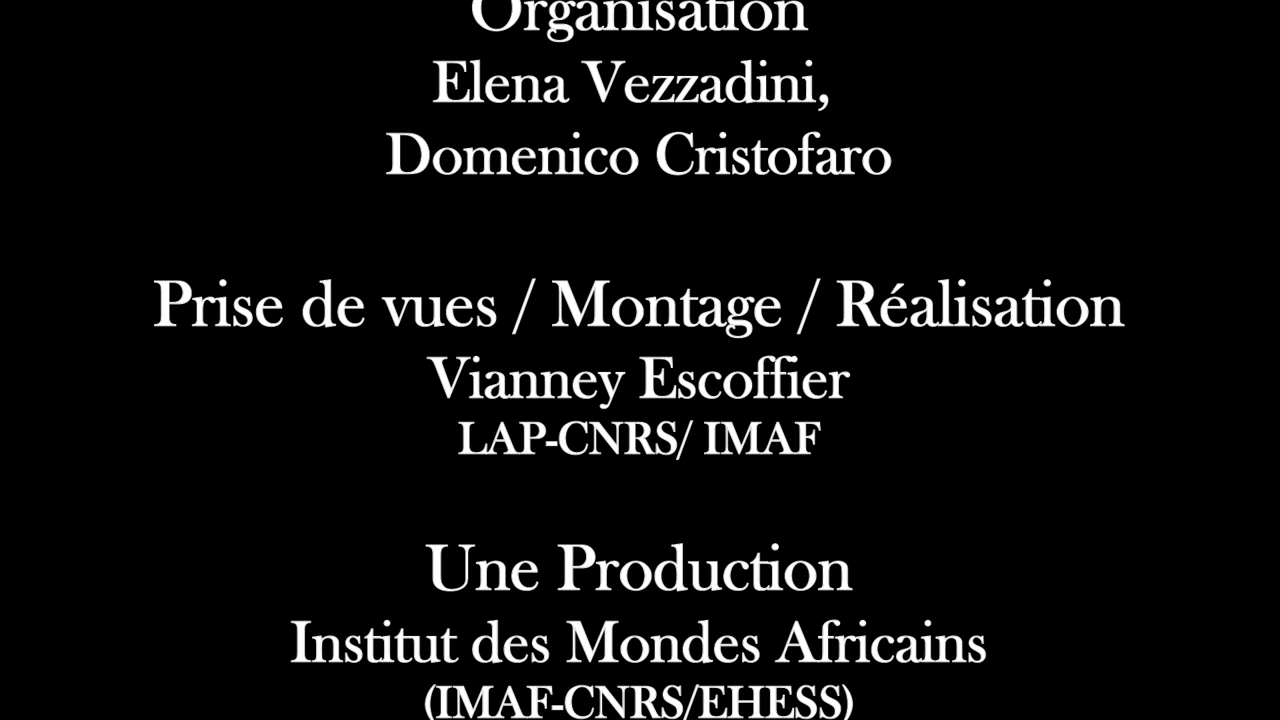 Organisation
Elena Vezzadini,
Domenico Cristofaro
Prise de vues / Montage / Réalisation
Vianney Escoffier
LAP-CNRS/ IMAF
Une Production
Institut des Mondes Africains
(IMAF-CNRS/EHESS)